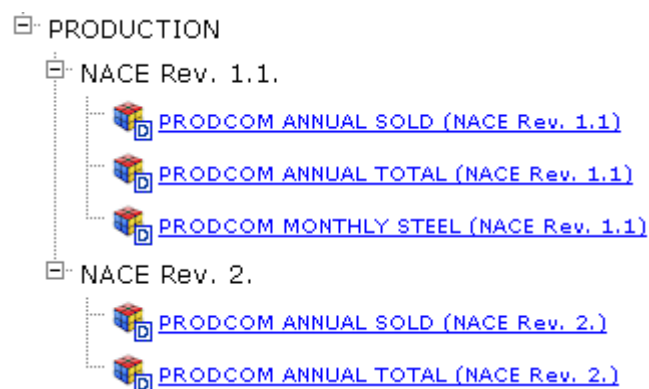 PRODUCTION
NACE Rev. 1.1.
D PRODCOM ANNUAL SOLD (NACE Rev. 1.1)
D PRODCOM ANNUAL TOTAL (NACE Rev. 1.1)
D PRODCOM MONTHLY STEEL (NACE Rev. 1.1)
NACE Rev. 2.
D PRODCOM ANNUAL SOLD (NACE Rev. 2.)
D PRODCOM ANNUAL TOTAL (NACE Rev. 2.)